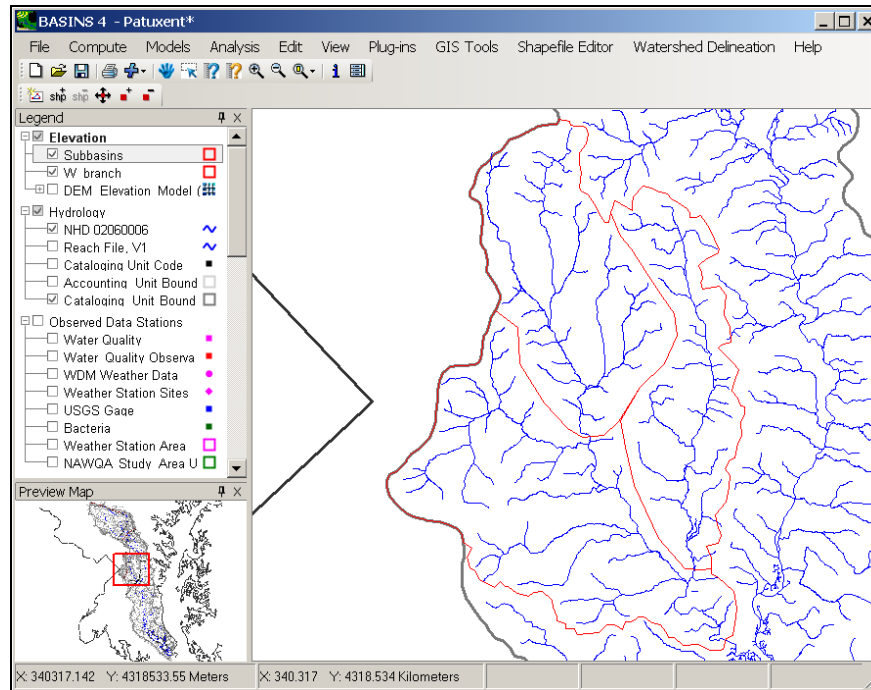 BASINS 4 - Patuxent*
File Compute Models Analysis Edit View Plug-ins GIS Tools Shapefile Editor Watershed Delineation Help
shp shp
Legend
Elevation
Subbasins
W branch
DEM Elevation Model (
Hydrology
NHD 02060006
Reach File, V1
Cataloging Unit Code
Accounting Unit Bound
Cataloging Unit Bound
Observed Data Stations
Water Quality
Water Quality Observa
WDM Weather Data
Weather Station Sites
USGS Gage
Bacteria
Weather Station Area
NAWQA Study Area U
Preview Map
X: 340317.142 Y: 4318533.55 Meters X: 340.317 Y: 4318.534 Kilometers